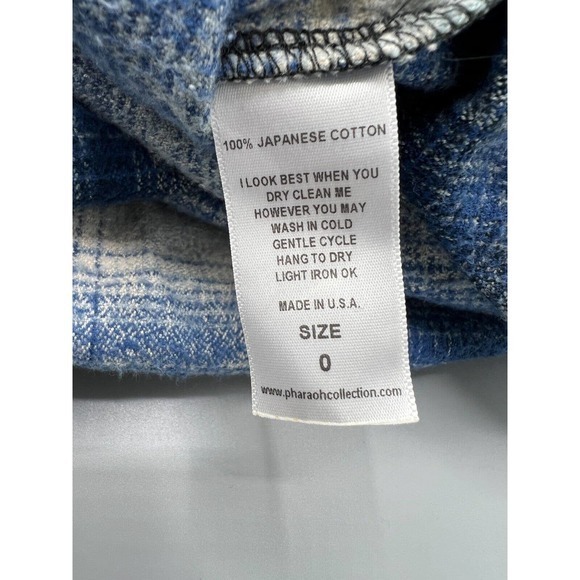 100% JAPANESE COTTON
I LOOK BEST WHEN YOU
DRY CLEAN ME
HOWEVER YOU MAY
WASH IN COLD
GENTLE CYCLE
HANG TO DRY
LIGHT IRON OK
MADE IN U.S.A.
SIZE
0
www.pharaohcollection.com